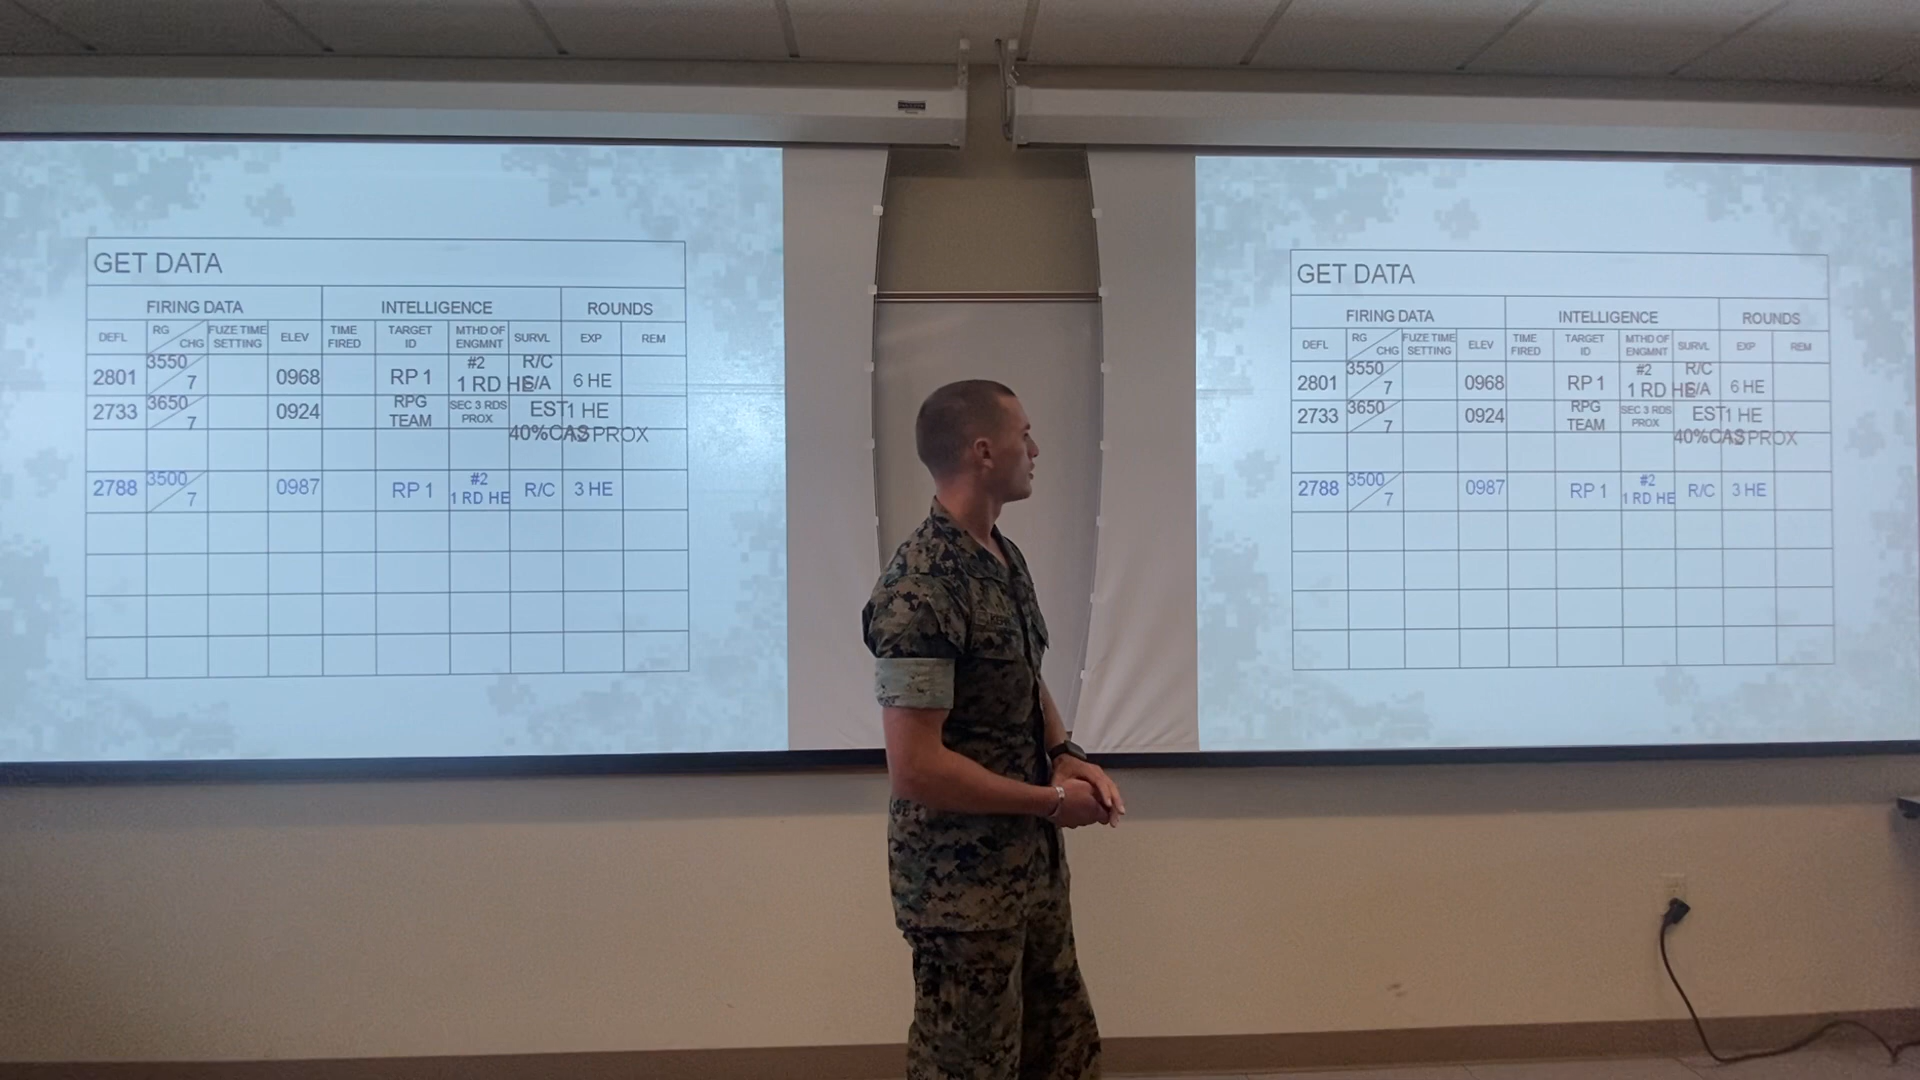 GET DATA
FIRING DATA INTELLIGENCE ROUNDS
DEFL RG CHG FUZE TIME SETTING ELEV TIME FIRED TARGET ID MTHD OF ENGMNT SURVL EXP REM
2801 3550 7 0968 RP 1 #2 1 RD HE R/C 6 HE
2733 3650 7 0924 RPG TEAM SEC 3 RDS PROX EST 1 HE
40%CAS PROX
2788 3500 7 0987 RP 1 #2 1 RD HE R/C 3 HE
GET DATA
FIRING DATA INTELLIGENCE ROUNDS
DEFL RG CHG FUZE TIME SETTING ELEV TIME FIRED TARGET ID MTHD OF ENGMNT SURVL EXP REM
2801 3550 7 0968 RP 1 #2 1 RD HE R/C 6 HE
2733 3650 7 0924 RPG TEAM SEC 3 RDS PROX EST 1 HE
40%CAS PROX
2788 3500 7 0987 RP 1 #2 1 RD HE R/C 3 HE